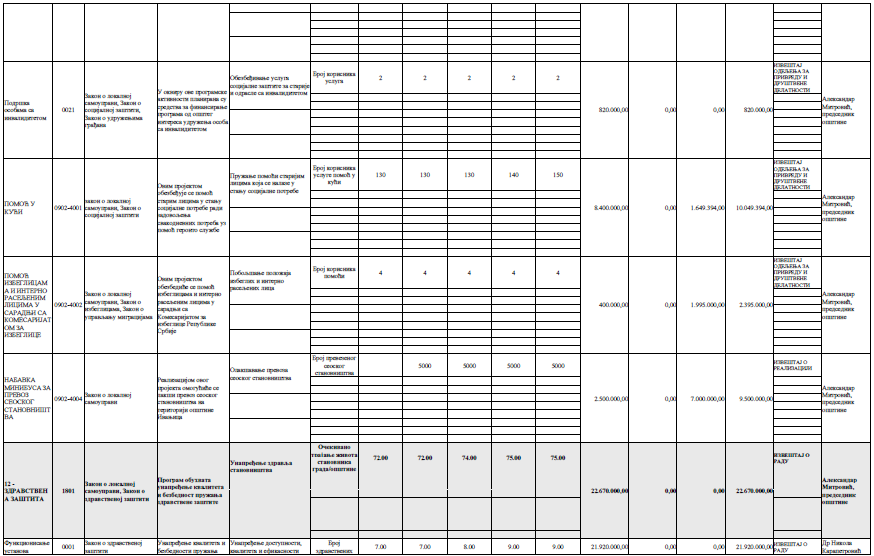 Подршка особама са инвалидитетом
0021
Закон о локалној самоуправи, Закон о социјалној заштити, Закон о удружењима грађана
У оквиру ове програмске активности планирана су средства за финансирање програма од општег интереса удружења особа са инвалидитетом
Обезбеђивање услуга социјалне заштите за старије и одрасле са инвалидитетом
Број корисника услуга
2 2 2 2 2
820.000,00 0,00 0,00 820.000,00
ИЗВЕШТАЈ ОДЕЉЕЊА ЗА ПРИВРЕДУ И ДРУШТВЕНЕ ДЕЛАТНОСТИ
Александар Митровић, председник општине
ПОМОЋ У КУЋИ
0902-4001
закон о локалној самоуправи, Закон о социјалној заштити
Овим пројектом обезбеђује се помоћ старим лицима у стању социјалне потребе ради задовољења свакодневних потреба уз помоћ геронто службе
Пружање помоћи старијим лицима која се налазе у стању социјалне потребе
Број корисника услуге помоћ у кући
130 130 130 140 150
8.400.000,00 0,00 1.649.394,00 10.049.394,00
ИЗВЕШТАЈ ОДЕЉЕЊА ЗА ПРИВРЕДУ И ДРУШТВЕНЕ ДЕЛАТНОСТИ
Александар Митровић, председник општине
ПОМОЋ ИЗБЕГЛИЦАМА И ИНТЕРНО РАСЕЉЕНИМ ЛИЦИМА У САРАДЊИ СА КОМЕСАРИЈАТОМ ЗА ИЗБЕГЛИЦЕ
0902-4002
Закон о локалној самоуправи, Закон о избеглицама, Закон о управљању миграцијама
Овим пројектом обезбедиће се помоћ избеглицама и интерно расељеним лицима у сарадњи са Комесаријатом за избеглице Републике Србије
Побољшање положаја избеглих и интерно расељених лица
Број корисника помоћи
4 4 4 4 4
400.000,00 0,00 1.995.000,00 2.395.000,00
ИЗВЕШТАЈ ОДЕЉЕЊА ЗА ПРИВРЕДУ И ДРУШТВЕНЕ ДЕЛАТНОСТИ
Александар Митровић, председник општине
НАБАВКА МИНИБУСА ЗА ПРЕВОЗ СЕОСКОГ СТАНОВНИШТВА
0902-4004
Закон о локалној самоуправи
Реализацијом овог пројекта омогућиће се лакши превоз сеоског становништва на територији општине Ивањица
Олакшавање превоза сеоског становништва
Број превезеног сеоског становништва
5000 5000 5000 5000
2.500.000,00 0,00 7.000.000,00 9.500.000,00
ИЗВЕШТАЈ О РЕАЛИЗАЦИЈИ
Александар Митровић, председник општине
12 - ЗДРАВСТВЕНА ЗАШТИТА
1801
Закон о локалној самоуправи, Закон о здравственој заштити
Програм обухвата унапређење квалитета и безбедност пружања здравствене заштите
Унапређење здравља становништва
Очекивано трајање живота становника града/општине
72.00 72.00 74.00 75.00 75.00
22.670.000,00 0,00 0,00 22.670.000,00
ИЗВЕШТАЈ О РАДУ
Александар Митровић, председник општине
Функционисање установа
0001
Закон о здравственој заштити
Унапређење квалитета и безбедности пружања
Унапређење доступности, квалитета и ефикасности
Број здравствених
7.00 7.00 8.00 9.00 9.00
21.920.000,00 0,00 0,00 21.920.000,00
ИЗВЕШТАЈ О РАДУ
Др Никола Караџетровић